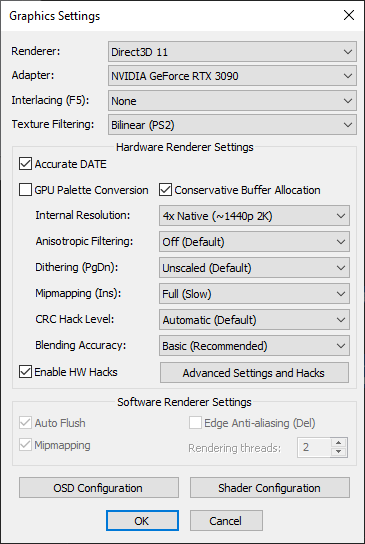 Graphics Settings
Renderer: Direct3D 11
Adapter: NVIDIA GeForce RTX 3090
Interlacing (F5): None
Texture Filtering: Bilinear (PS2)
Hardware Renderer Settings
Accurate DATE
GPU Palette Conversion Conservative Buffer Allocation
Internal Resolution: 4x Native (~1440p 2K)
Anisotropic Filtering: Off (Default)
Dithering (PgDn): Unscaled (Default)
Mipmapping (Ins): Full (Slow)
CRC Hack Level: Automatic (Default)
Blending Accuracy: Basic (Recommended)
Enable HW Hacks Advanced Settings and Hacks
Software Renderer Settings
Auto Flush Edge Anti-aliasing (Del)
Mipmapping Rendering threads: 2
OSD Configuration Shader Configuration
OK Cancel